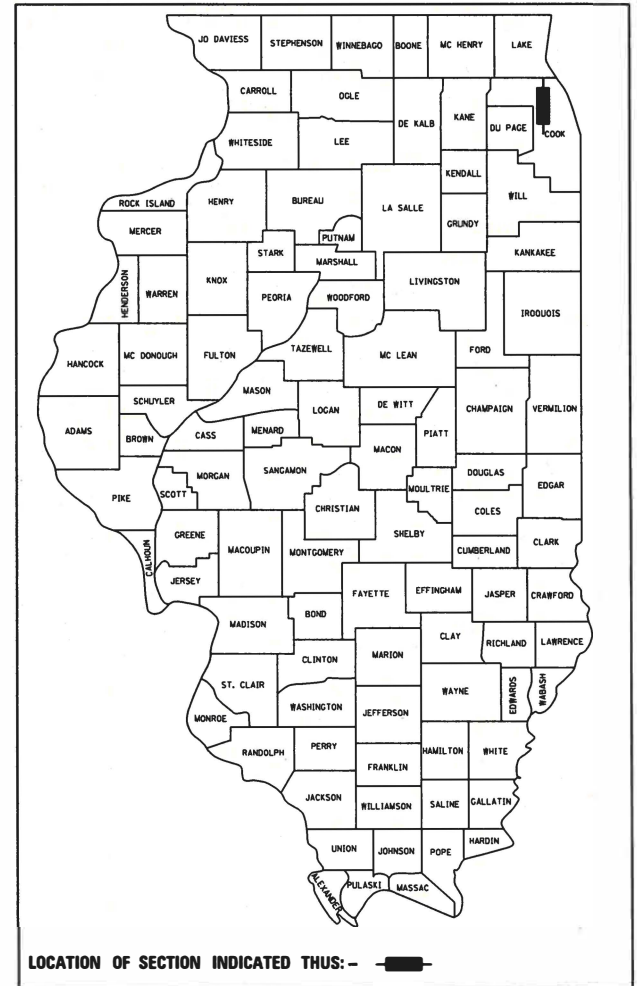 JO DAVIESS
STEPHENSON
WINNEBAGO
BOONE
MC HENRY
LAKE
CARROLL
OGLE
DE KALB
KANE
DU PAGE
COOK
WHITESIDE
LEE
KENDALL
WILL
ROCK ISLAND
HENRY
BUREAU
LA SALLE
GRUNDY
MERCER
PUTNAM
KANKAKEE
STARK
MARSHALL
HENDERSON
WARREN
KNOX
PEORIA
WOODFORD
LIVINGSTON
IROQUOIS
HANCOCK
MC DONOUGH
FULTON
TAZEWELL
MC LEAN
FORD
MASON
SCHUYLER
LOGAN
DE WITT
CHAMPAIGN
VERMILION
ADAMS
BROWN
CASS
MENARD
PIATT
MACON
PIKE
SCOTT
MORGAN
SANGAMON
CHRISTIAN
MOULTRIE
DOUGLAS
EDGAR
COLES
CALHOUN
GREENE
MACOUPIN
MONTGOMERY
SHELBY
CUMBERLAND
CLARK
JERSEY
FAYETTE
EFFINGHAM
JASPER
CRAWFORD
MADISON
BOND
CLAY
RICHLAND
LAWRENCE
ST. CLAIR
CLINTON
MARION
WAYNE
EDWARDS
WABASH
MONROE
WASHINGTON
JEFFERSON
RANDOLPH
PERRY
HAMILTON
WHITE
FRANKLIN
JACKSON
WILLIAMSON
SALINE
GALLATIN
UNION
JOHNSON
POPE
HARDIN
ALEXANDER
PULASKI
MASSAC
LOCATION OF SECTION INDICATED THUS: -